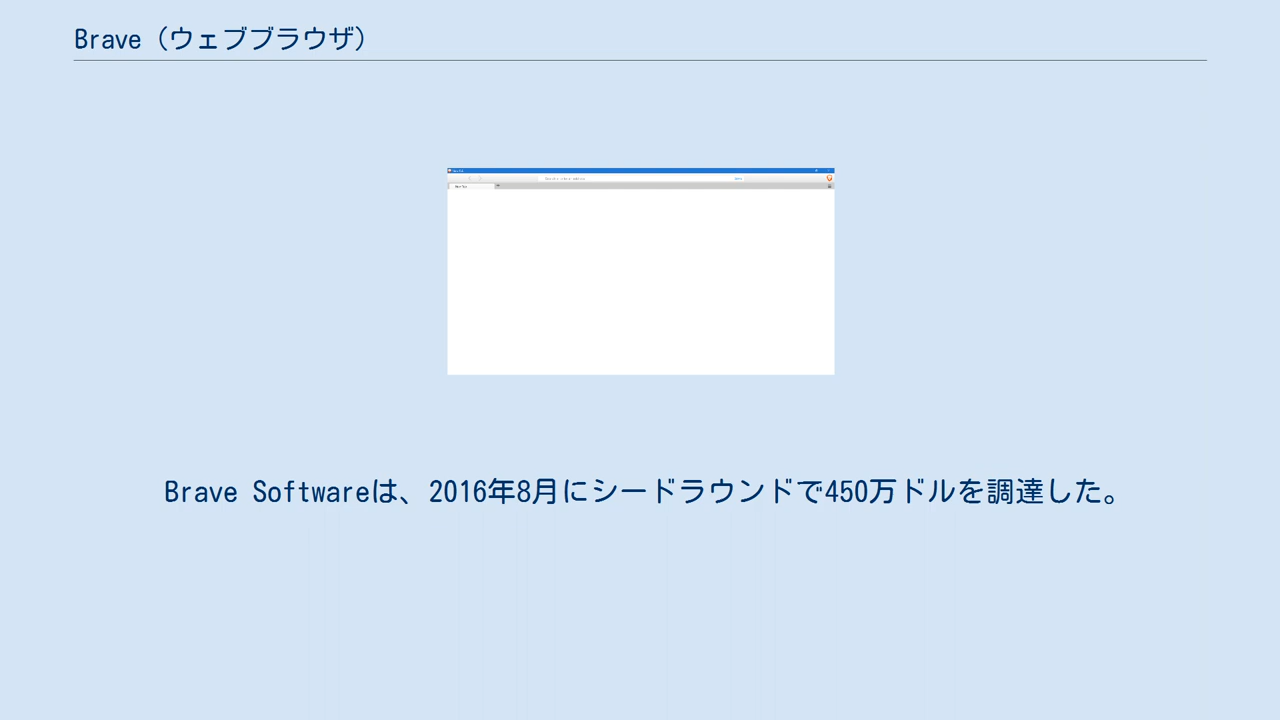 Brave（ウェブブラウザ）
New Tab
Brave Softwareは、2016年8月にシードラウンドで450万ドルを調達した。